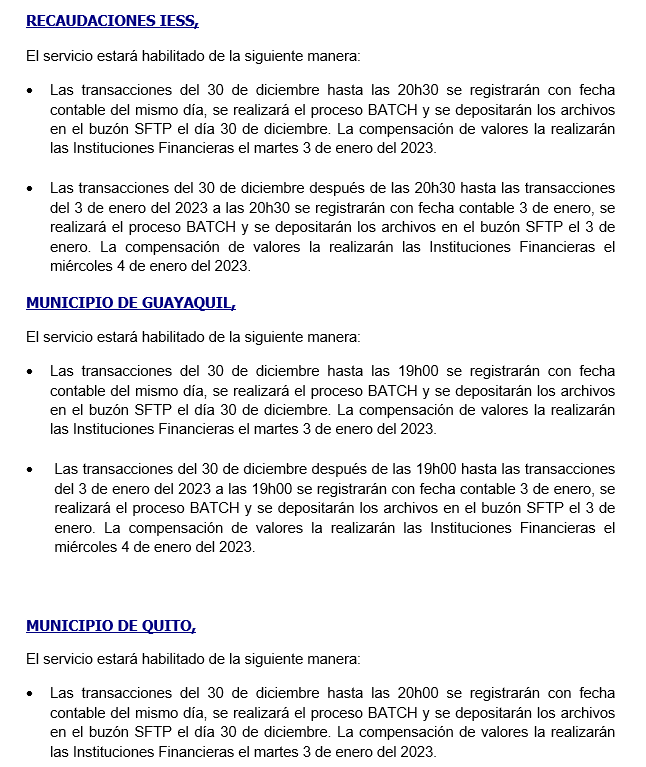 RECAUDACIONES IESS,
El servicio estará habilitado de la siguiente manera:
• Las transacciones del 30 de diciembre hasta las 20h30 se registrarán con fecha
contable del mismo día, se realizará el proceso BATCH y se depositarán los archivos
en el buzón SFTP el día 30 de diciembre. La compensación de valores la realizarán
las Instituciones Financieras el martes 3 de enero del 2023.
• Las transacciones del 30 de diciembre después de las 20h30 hasta las transacciones
del 3 de enero del 2023 a las 20h30 se registrarán con fecha contable 3 de enero, se
realizará el proceso BATCH y se depositarán los archivos en el buzón SFTP el 3 de
enero. La compensación de valores la realizarán las Instituciones Financieras el
miércoles 4 de enero del 2023.
MUNICIPIO DE GUAYAQUIL,
El servicio estará habilitado de la siguiente manera:
• Las transacciones del 30 de diciembre hasta las 19h00 se registrarán con fecha
contable del mismo día, se realizará el proceso BATCH y se depositarán los archivos
en el buzón SFTP el día 30 de diciembre. La compensación de valores la realizarán
las Instituciones Financieras el martes 3 de enero del 2023.
• Las transacciones del 30 de diciembre después de las 19h00 hasta las transacciones
del 3 de enero del 2023 a las 19h00 se registrarán con fecha contable 3 de enero, se
realizará el proceso BATCH y se depositarán los archivos en el buzón SFTP el 3 de
enero. La compensación de valores la realizarán las Instituciones Financieras el
miércoles 4 de enero del 2023.
MUNICIPIO DE QUITO,
El servicio estará habilitado de la siguiente manera:
• Las transacciones del 30 de diciembre hasta las 20h00 se registrarán con fecha
contable del mismo día, se realizará el proceso BATCH y se depositarán los archivos
en el buzón SFTP el día 30 de diciembre. La compensación de valores la realizarán
las Instituciones Financieras el martes 3 de enero del 2023.